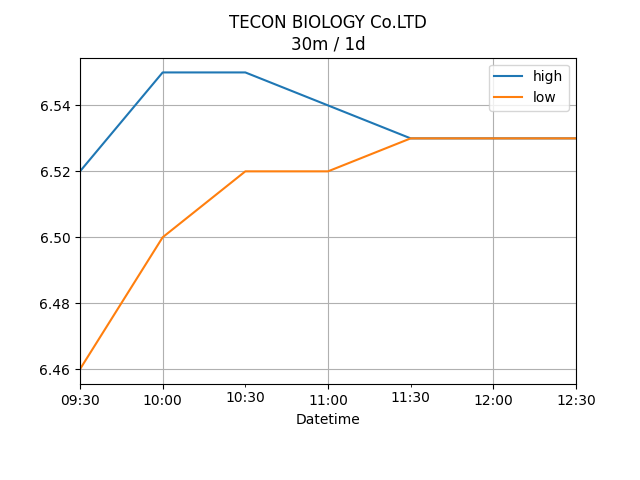 TECON BIOLOGY Co.LTD
30m / 1d
high
low
6.54
6.52
6.50
6.48
6.46
09:30 10:00 10:30 11:00 11:30 12:00 12:30
Datetime